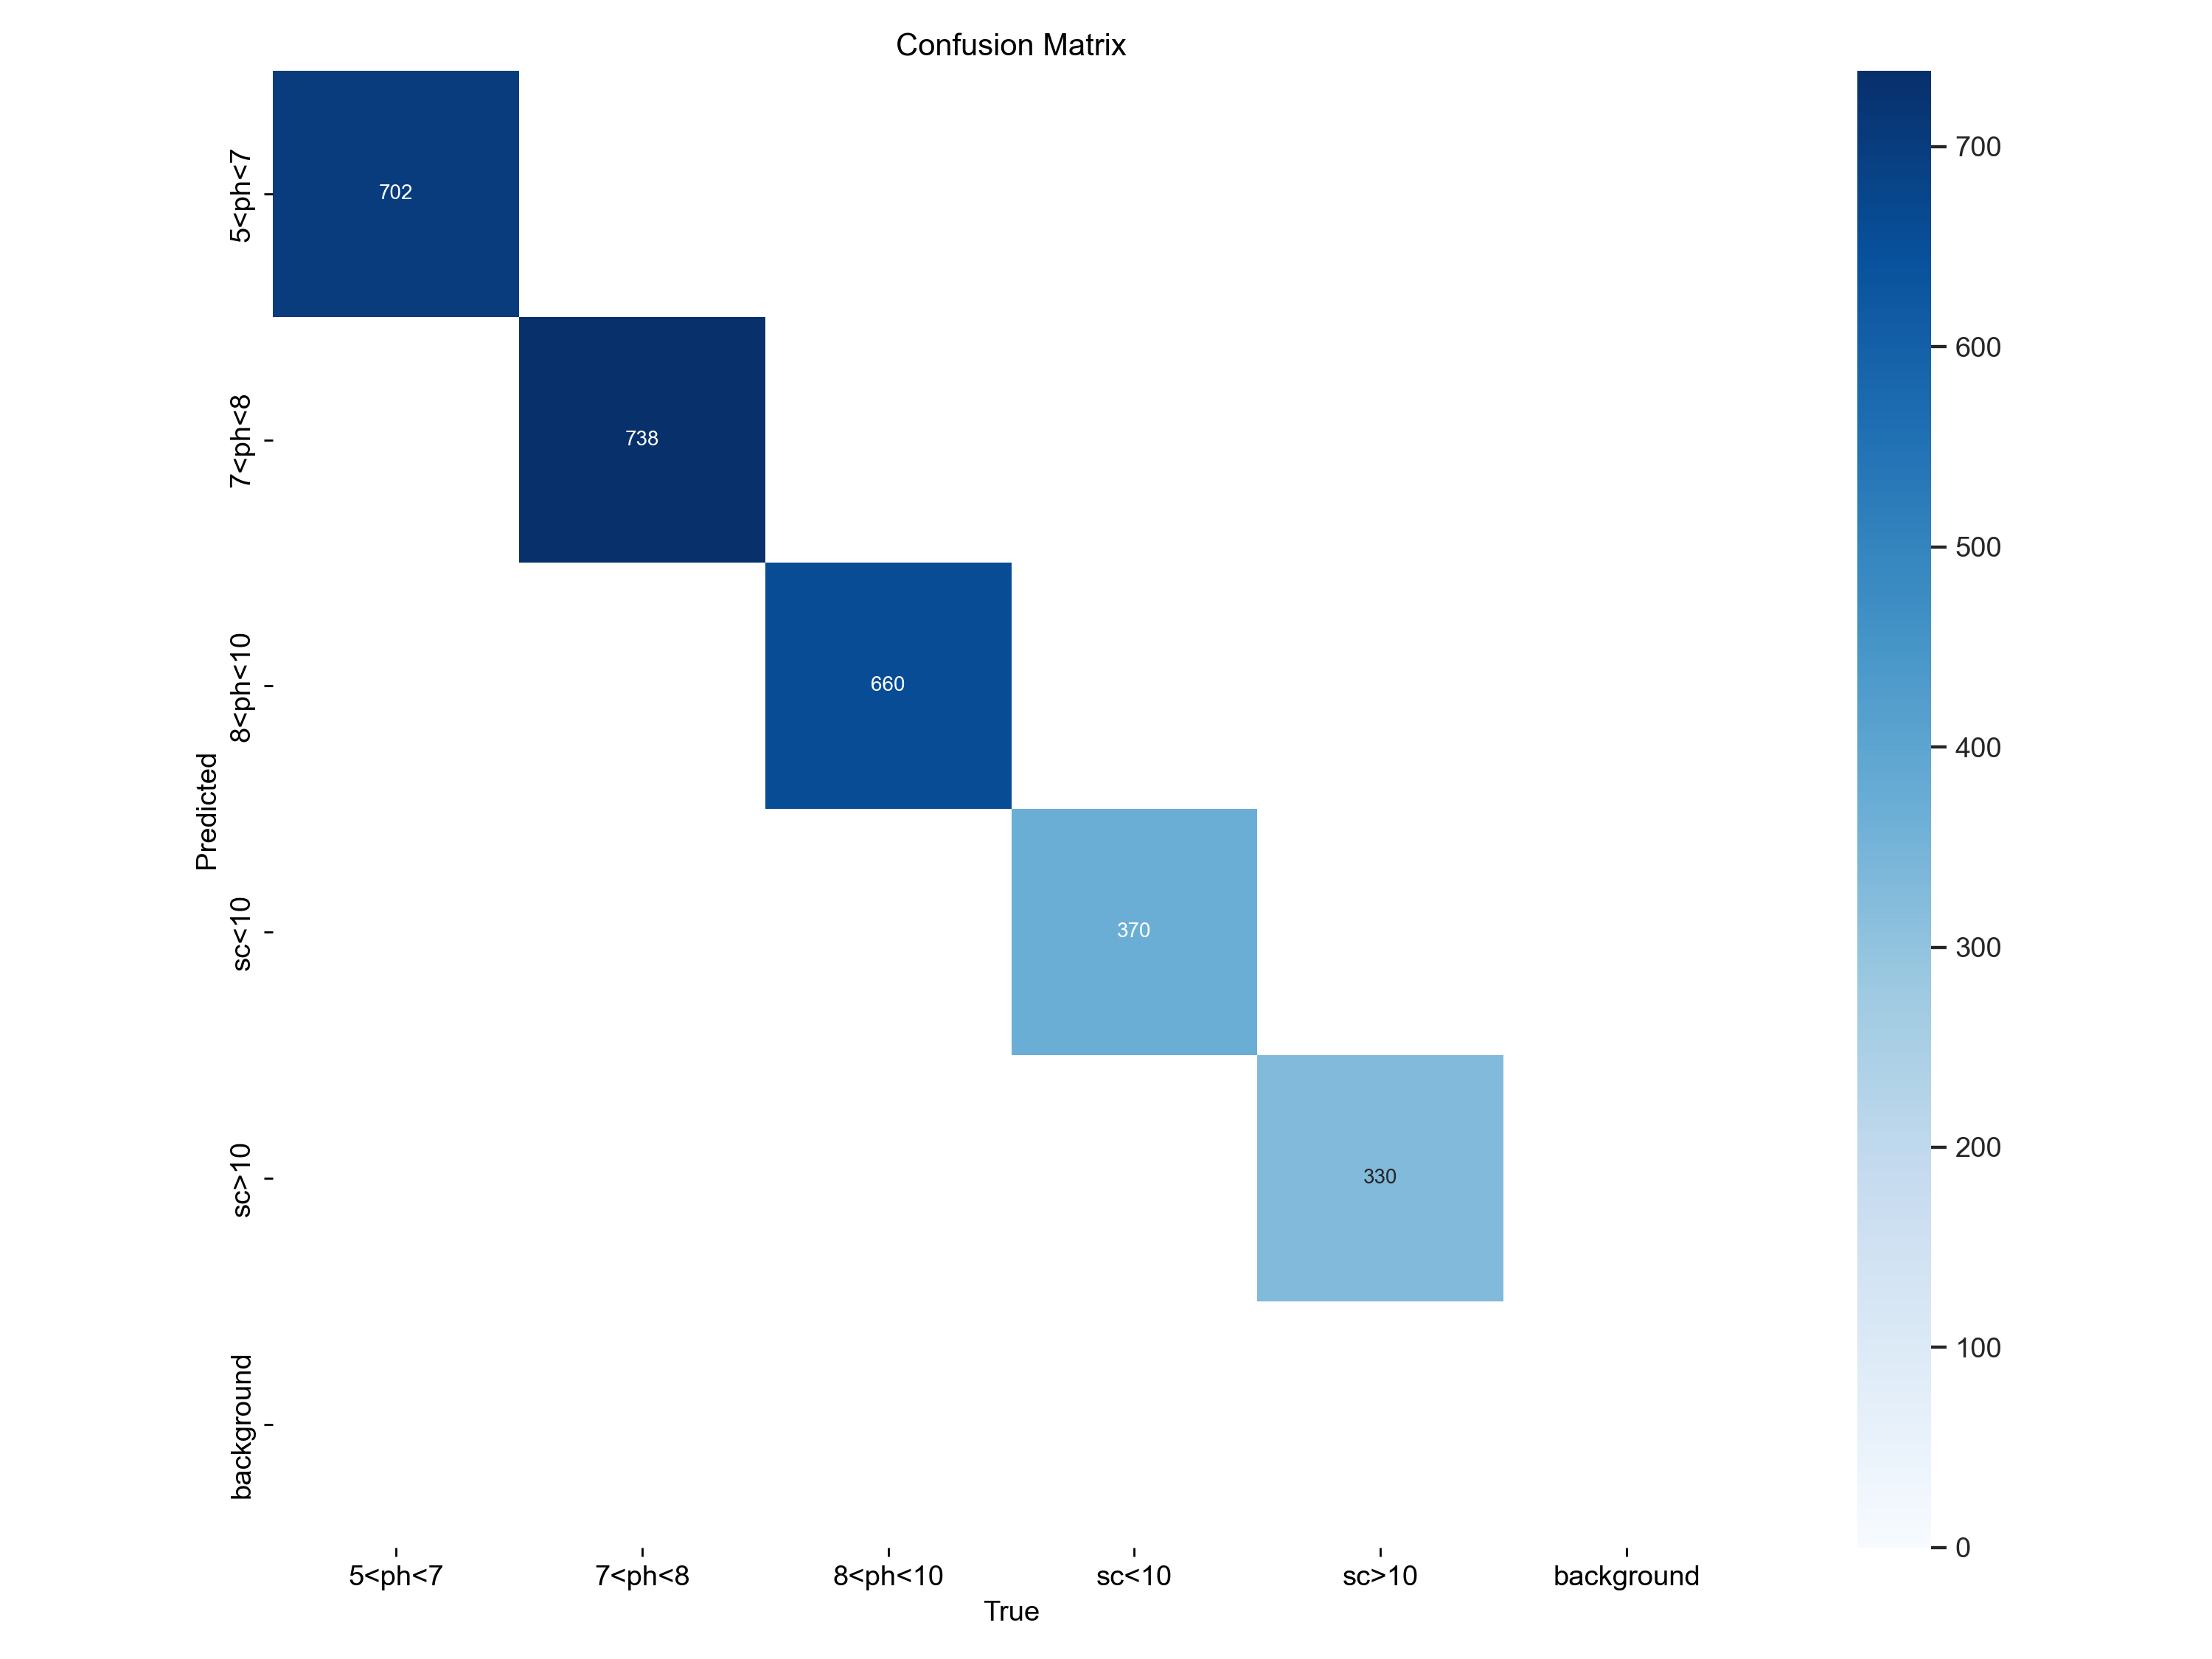 Confusion Matrix
5<ph<7
702
7<ph<8
738
8<ph<10
660
sc<10
370
sc>10
330
background
Predicted
5<ph<7
7<ph<8
8<ph<10
sc<10
sc>10
background
True
700
600
500
400
300
200
100
0